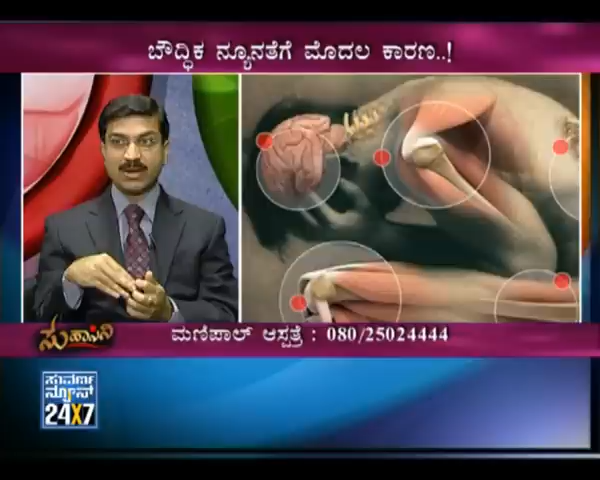 ಬೌದ್ಧಿಕ ನ್ಯೂನತೆಗೆ ಮೊದಲ ಕಾರಣ..!
ಸುಹಾಸಿನಿ
ಮಣಿಪಾಲ್ ಆಸ್ಪತ್ರೆ : 080/25024444
ಸುವರ್ಣ
ನ್ಯೂಸ್
24X7